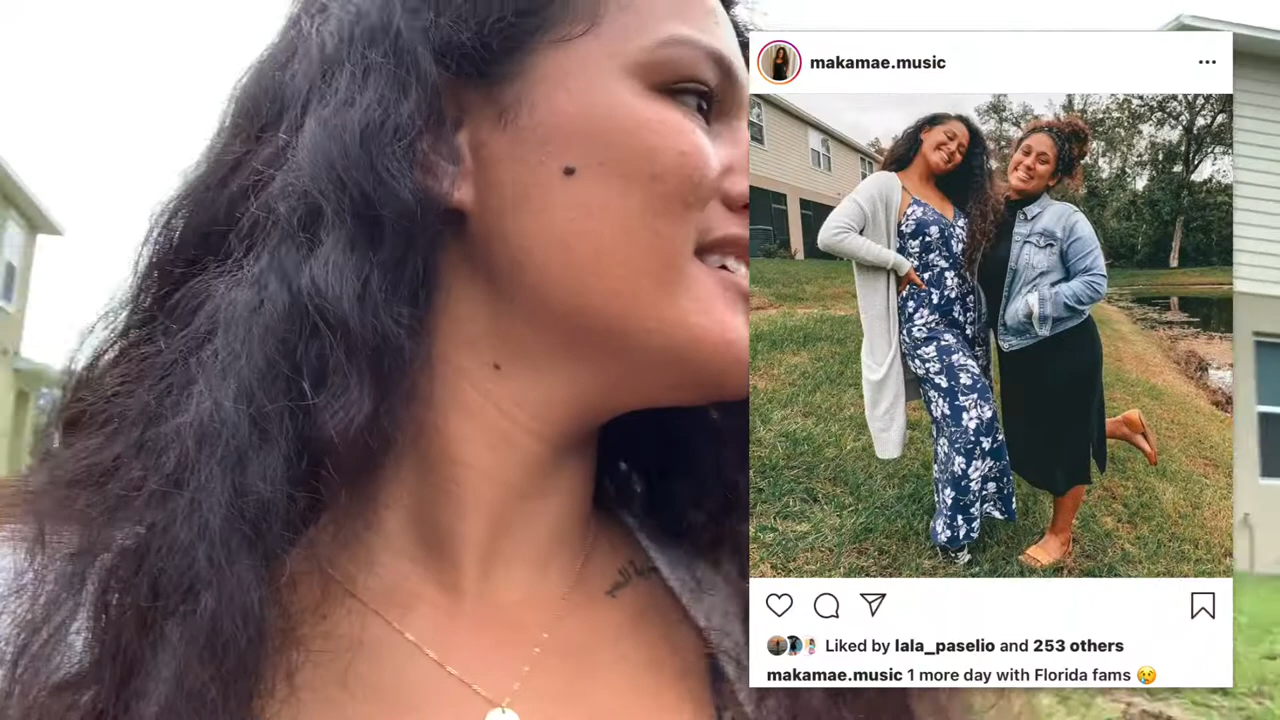 makamae.music
Liked by lala_paselio and 253 others
makamae.music 1 more day with Florida fams 😢